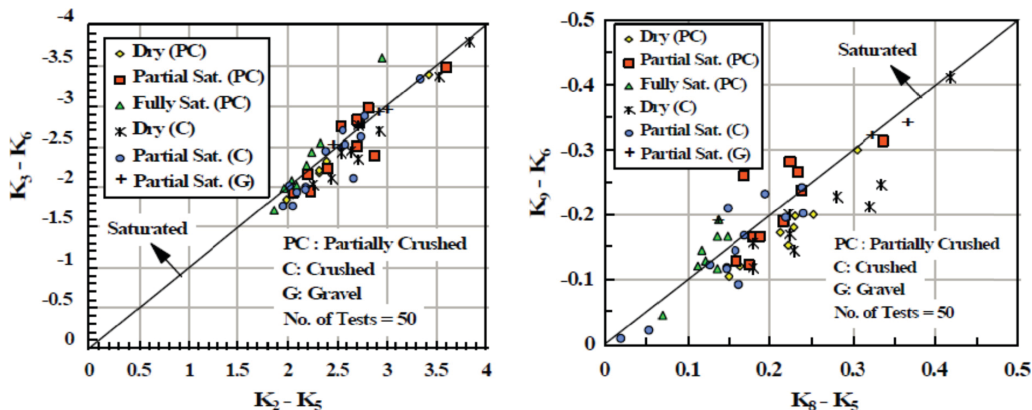 -4
-3.5
-3
-2.5
-2
-1.5
-1
-0.5
0
K3 – K6
Dry (PC)
Partial Sat. (PC)
Fully Sat. (PC)
Dry (C)
Partial Sat. (C)
Partial Sat. (G)
Saturated
PC : Partially Crushed
C: Crushed
G: Gravel
No. of Tests = 50
0 0.5 1 1.5 2 2.5 3 3.5 4
K2 – K5
-0.5
-0.4
-0.3
-0.2
-0.1
0
K9 – K6
Dry (PC)
Partial Sat. (PC)
Fully Sat. (PC)
Dry (C)
Partial Sat. (C)
Partial Sat. (G)
Saturated
PC : Partially Crushed
C: Crushed
G: Gravel
No. of Tests = 50
0 0.1 0.2 0.3 0.4 0.5
K8 – K5